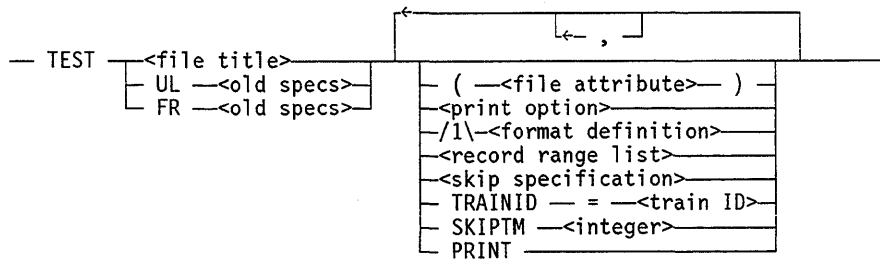 ← ,
— TEST —<file title>—
UL —<old specs>—
FR —<old specs>—
( —<file attribute>— )
<print option>
/1\—<format definition>
<record range list>
<skip specification>
TRAINID — = —<train ID>
SKIPTM —<integer>
PRINT